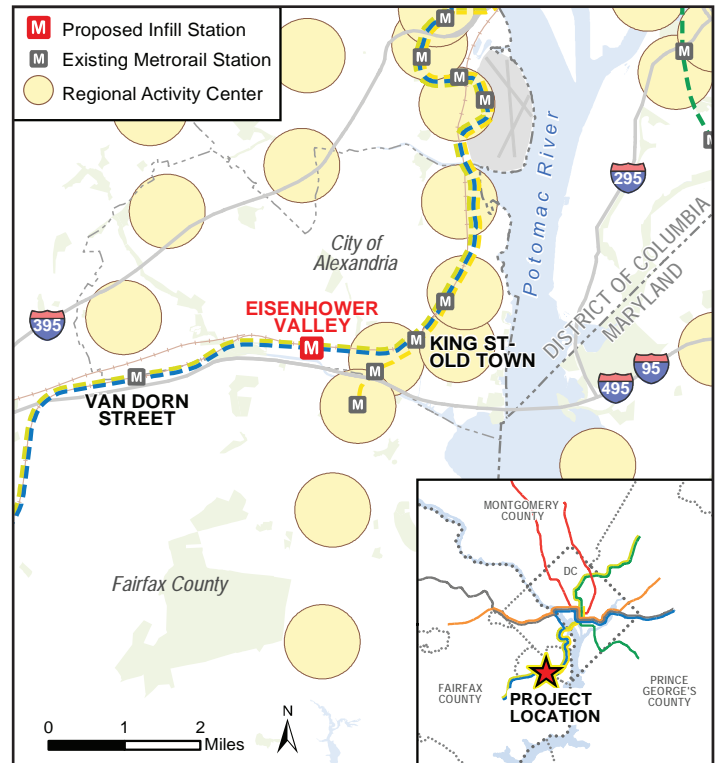 M Proposed Infill Station
M Existing Metrorail Station
Regional Activity Center
M
M
M
M
M
M
Potomac River
295
DISTRICT OF COLUMBIA
MARYLAND
City of
Alexandria
395
EISENHOWER
VALLEY
M
M
M
KING ST-
OLD TOWN
M
M
M
VAN DORN
STREET
95
495
Fairfax County
0 1 2
Miles
N
MONTGOMERY
COUNTY
DC
FAIRFAX
COUNTY
PROJECT
LOCATION
PRINCE
GEORGE'S
COUNTY